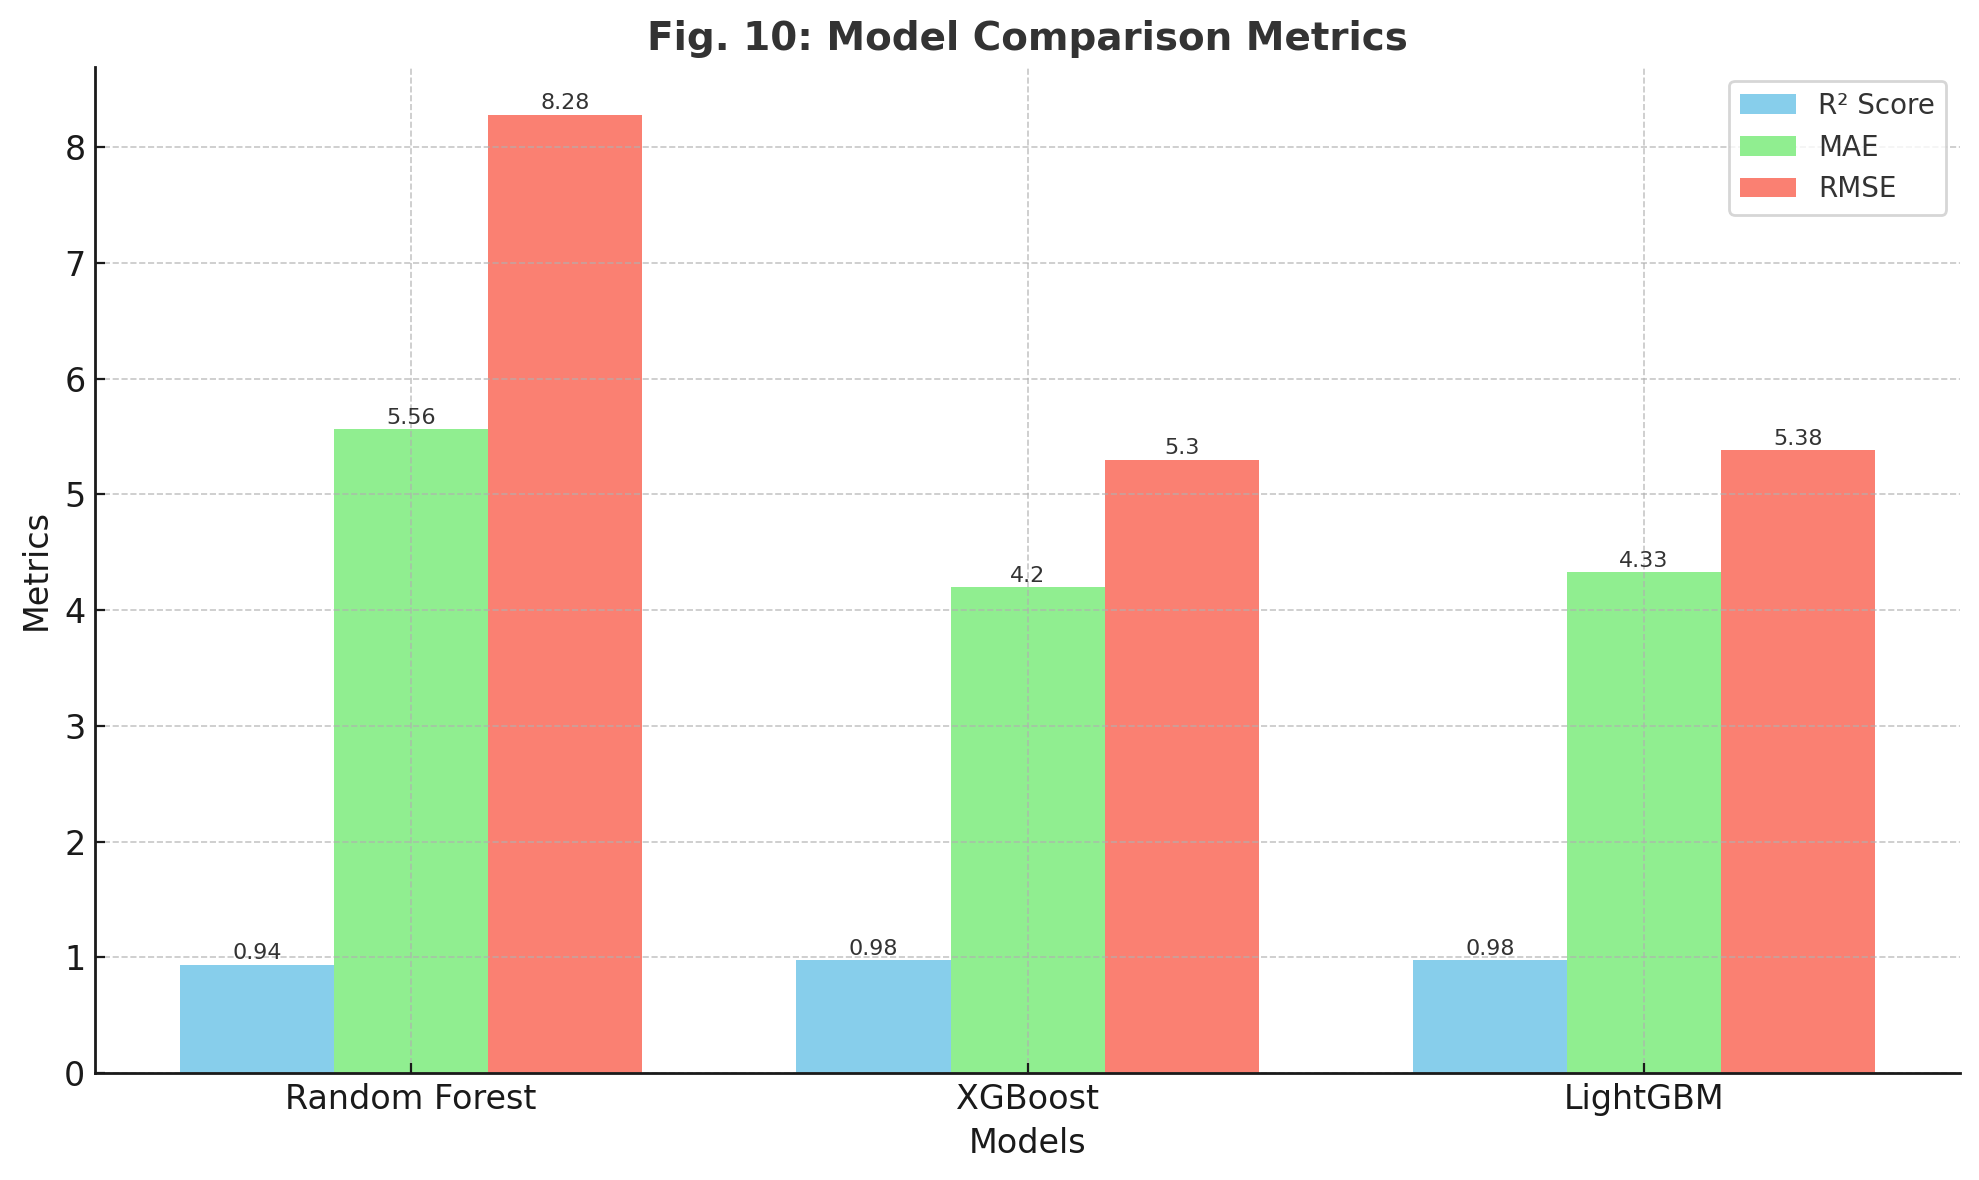 Fig. 10: Model Comparison Metrics
R² Score
MAE
RMSE
Metrics
8
7
6
5
4
3
2
1
0
0.94
5.56
8.28
0.98
4.2
5.3
0.98
4.33
5.38
Random Forest
XGBoost
LightGBM
Models